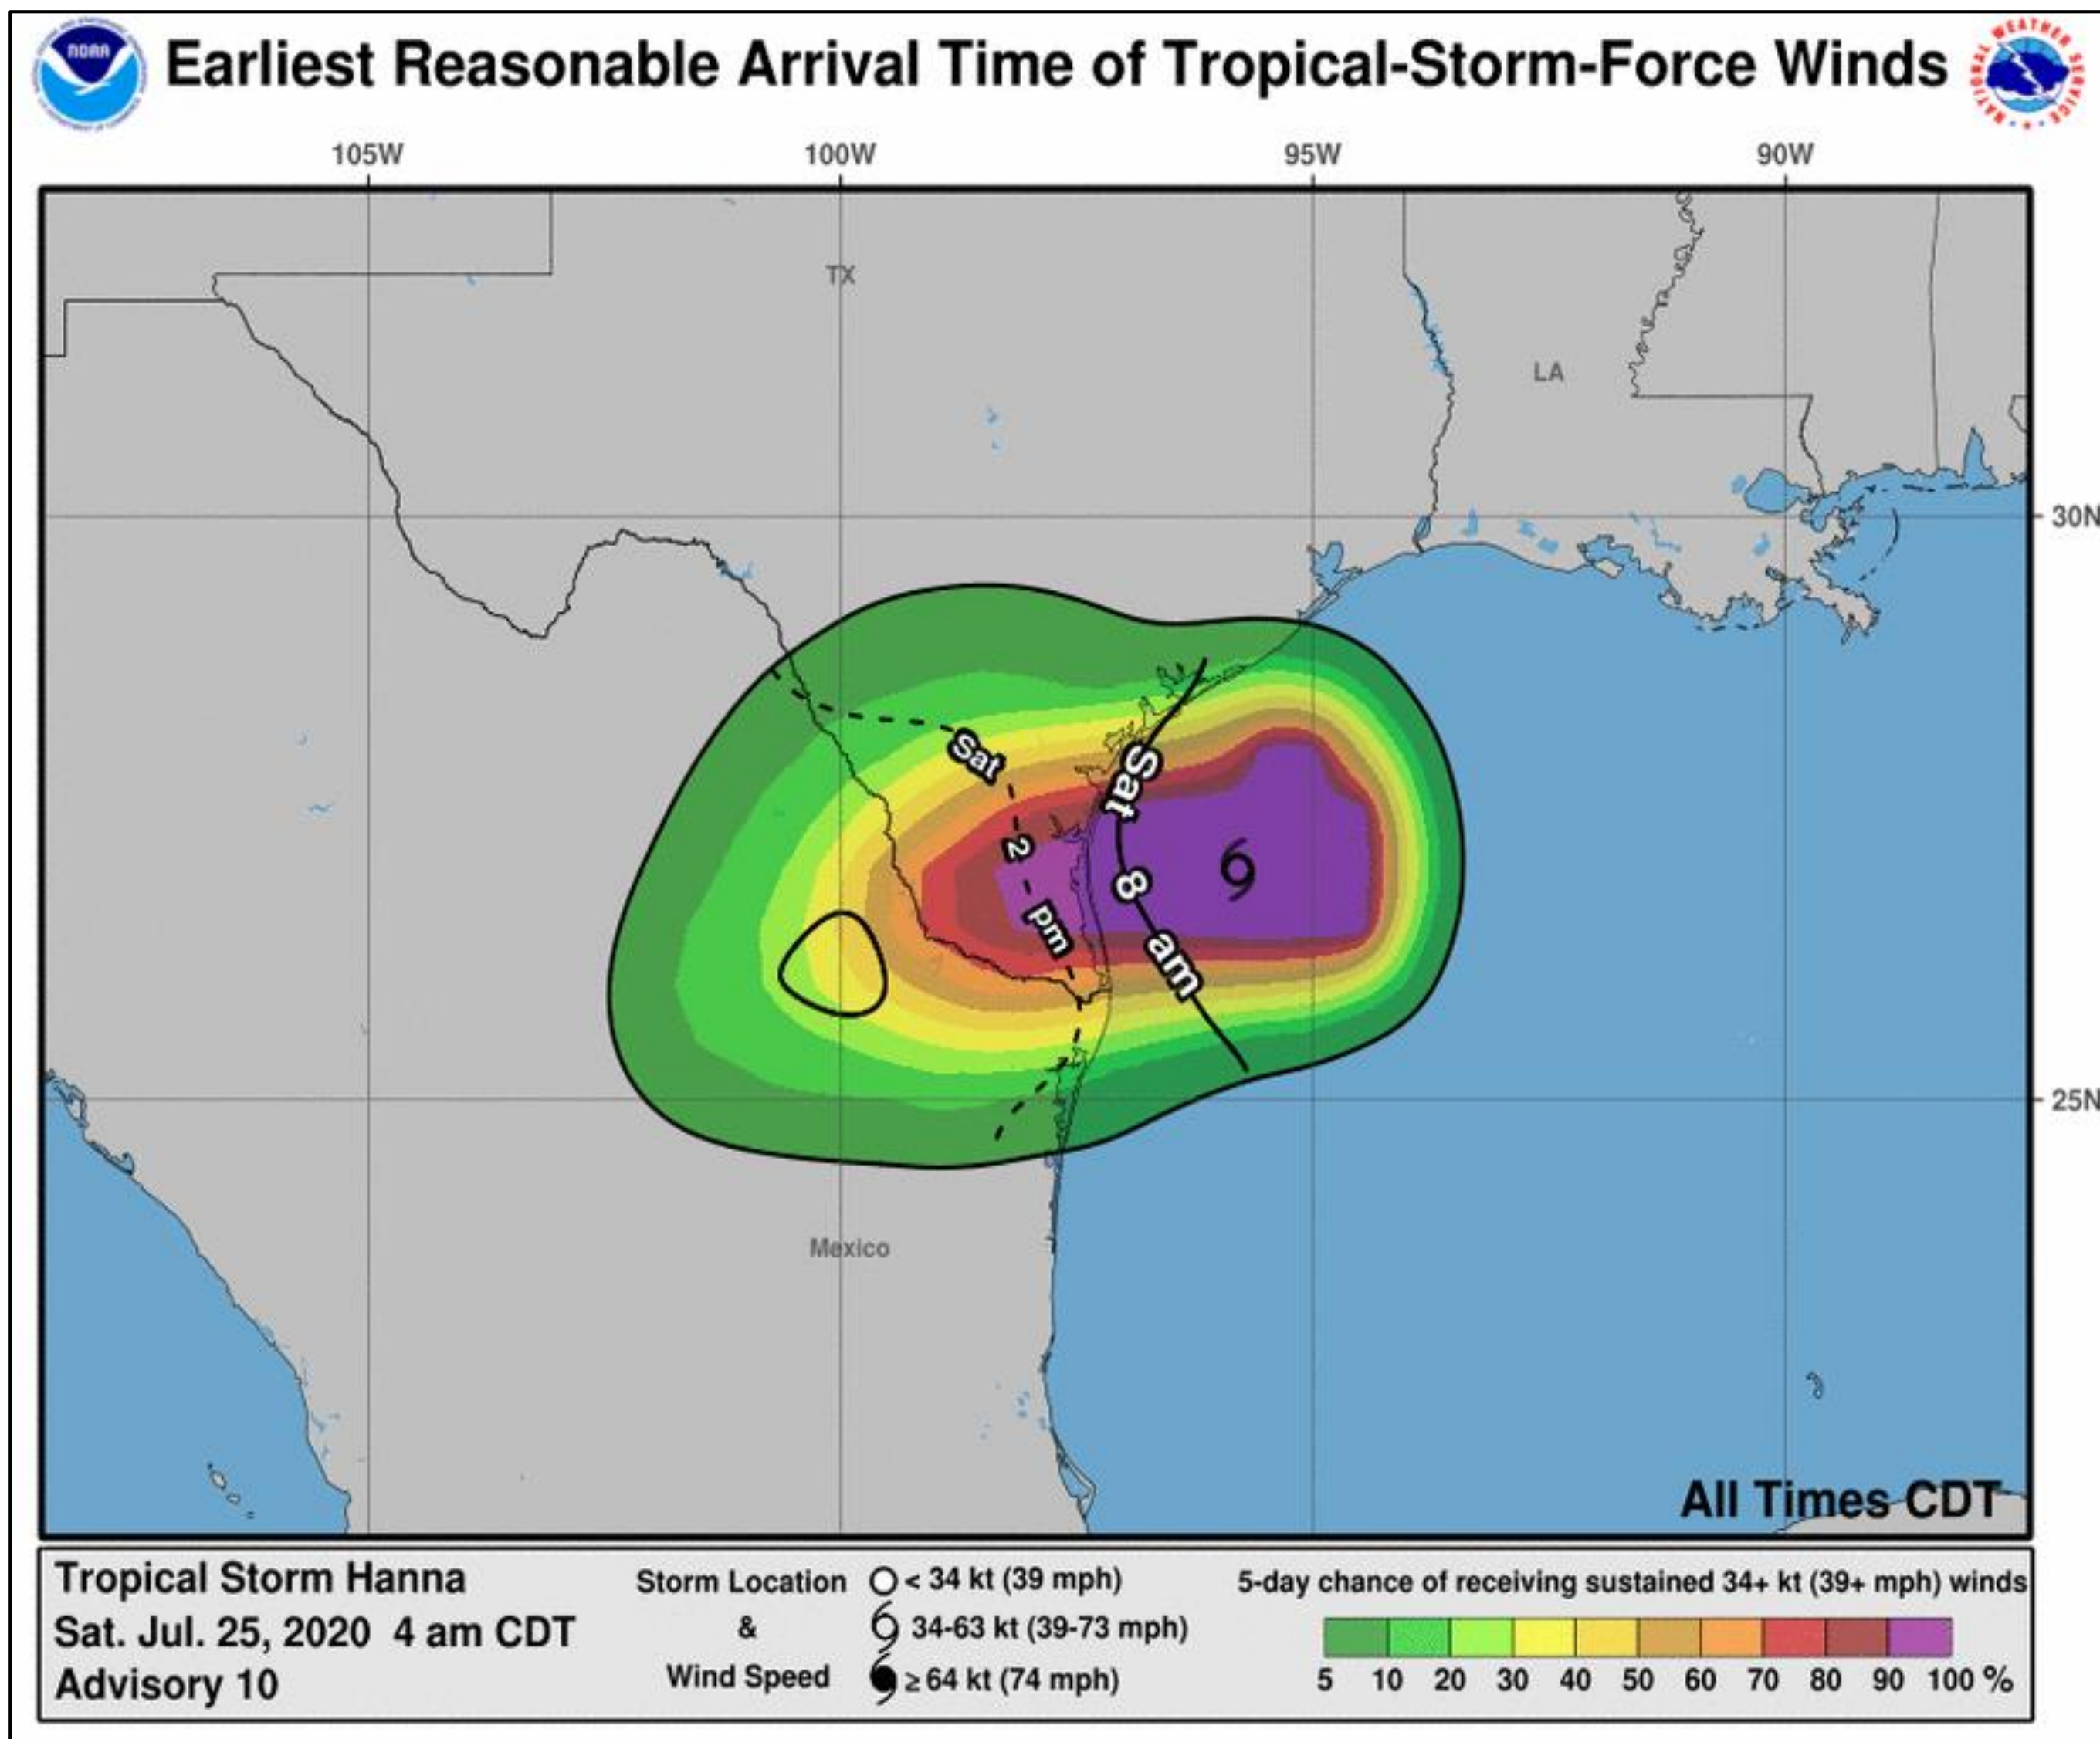 NOAA
Earliest Reasonable Arrival Time of Tropical-Storm-Force Winds
NATIONAL WEATHER SERVICE
105W 100W 95W 90W
TX
LA
30N
Sat 2 pm
Sat 8 am
25N
Mexico
All Times CDT
Tropical Storm Hanna
Sat. Jul. 25, 2020 4 am CDT
Advisory 10
Storm Location
&
Wind Speed
< 34 kt (39 mph)
34-63 kt (39-73 mph)
≥ 64 kt (74 mph)
5-day chance of receiving sustained 34+ kt (39+ mph) winds
5 10 20 30 40 50 60 70 80 90 100 %